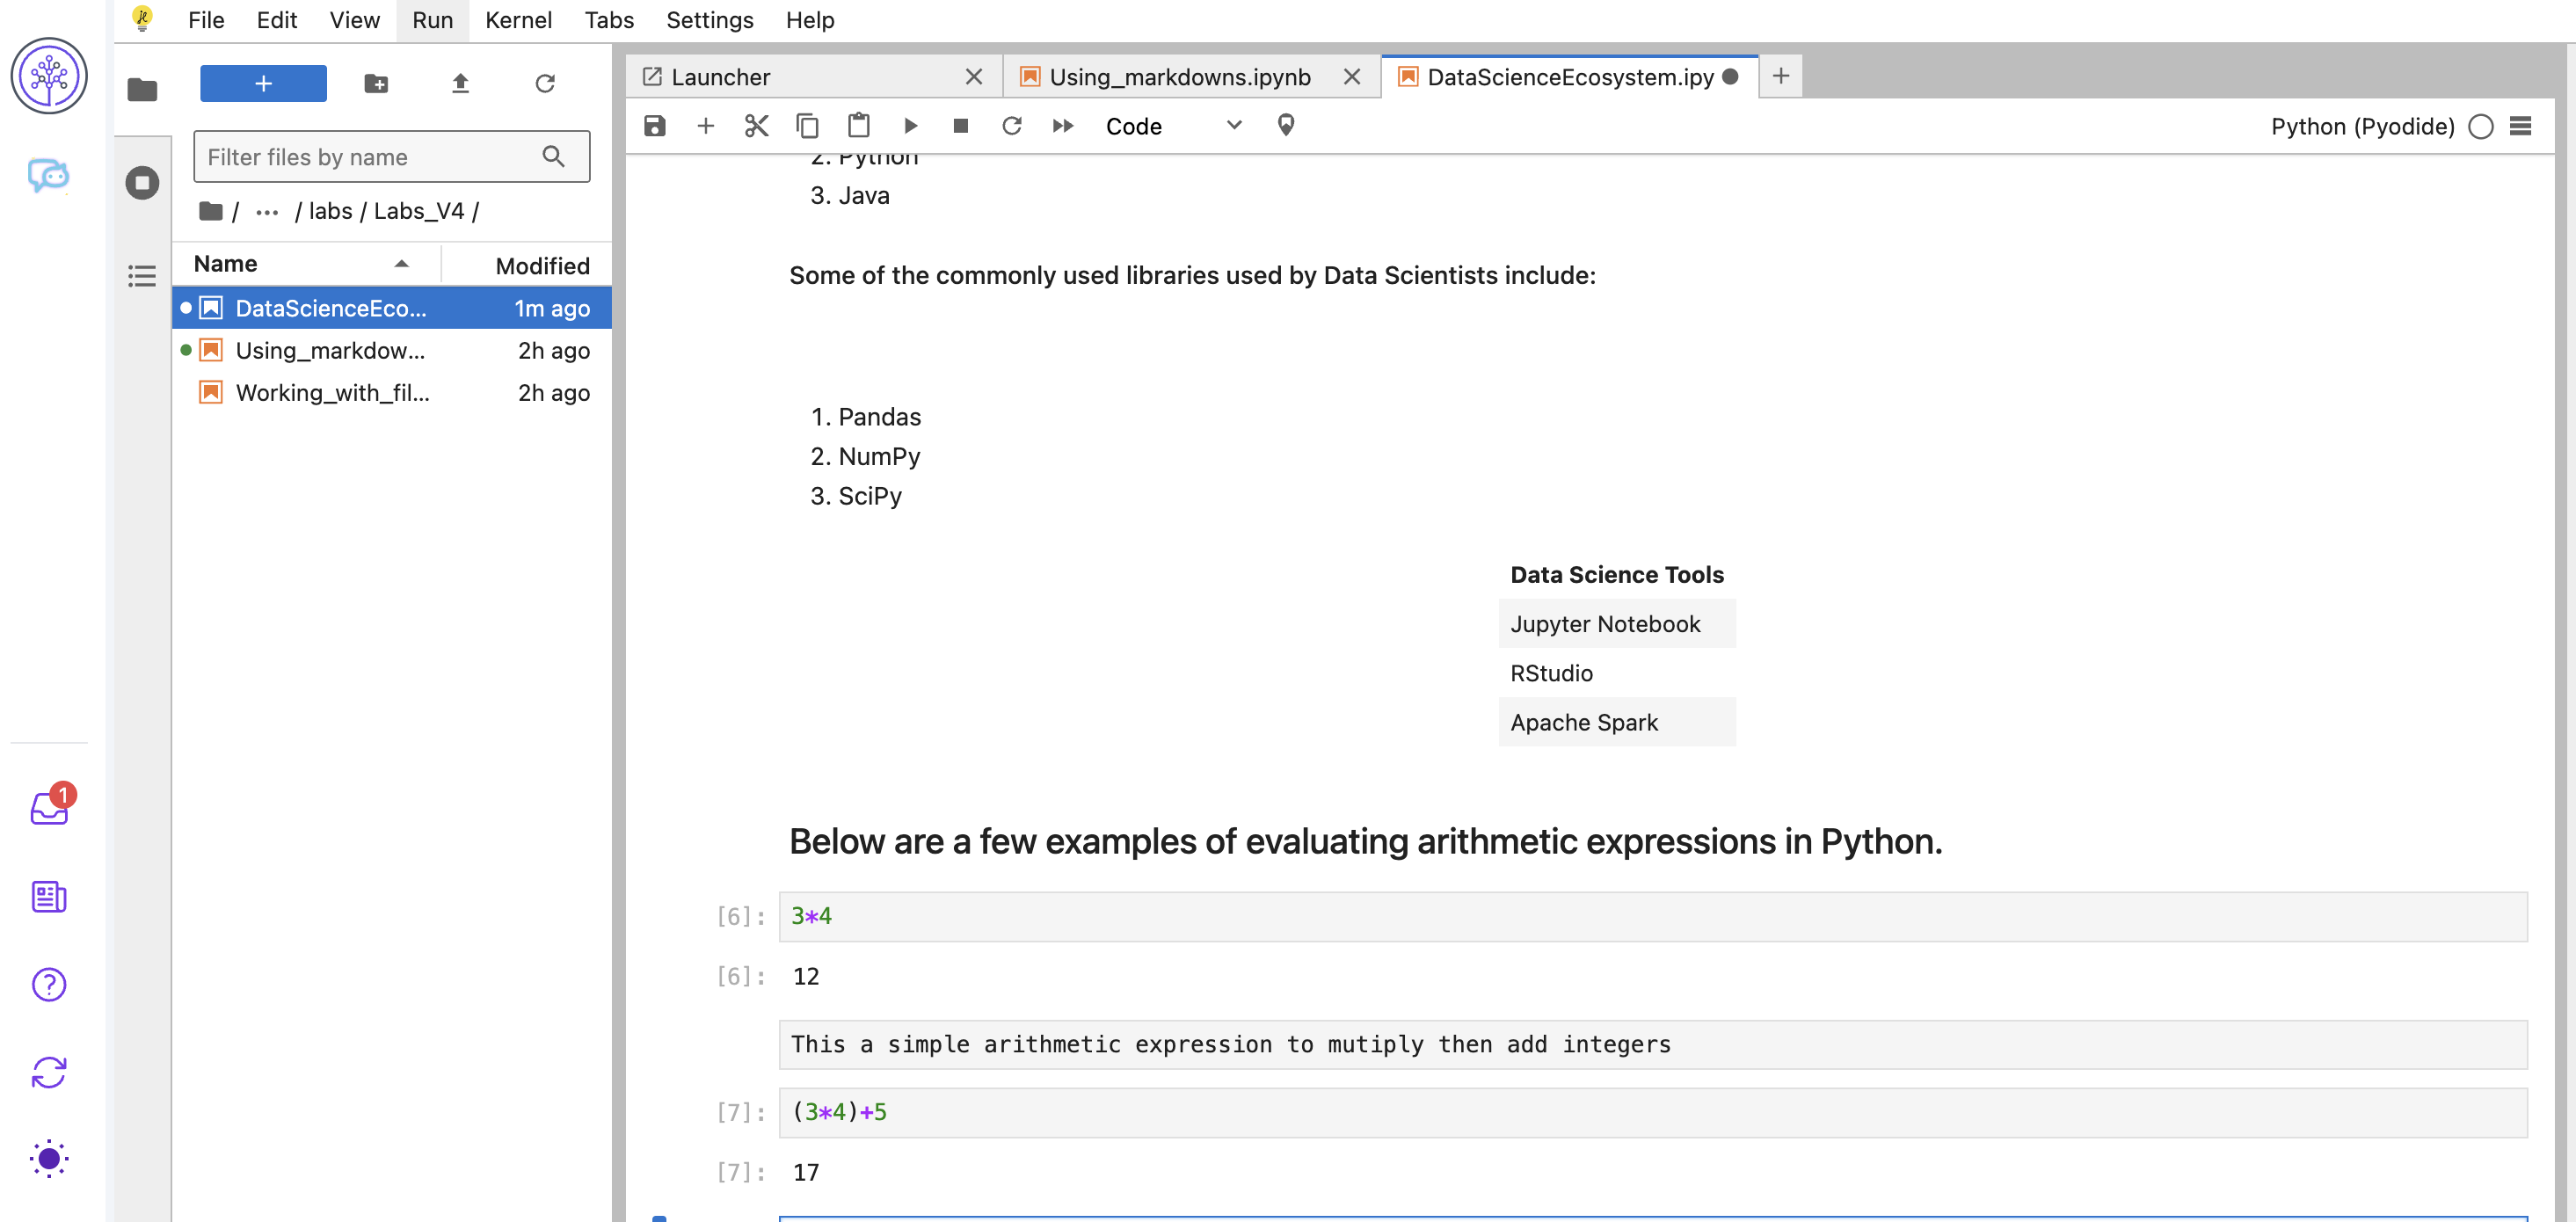 File Edit View Run Kernel Tabs Settings Help
+
Filter files by name
/ ... / labs / Labs_V4 /
Name Modified
DataScienceEco... 1m ago
Using_markdow... 2h ago
Working_with_fil... 2h ago
1
Launcher
Using_markdowns.ipynb
DataScienceEcosystem.ipy
Code
Python (Pyodide)
2. Python
3. Java
Some of the commonly used libraries used by Data Scientists include:
1. Pandas
2. NumPy
3. SciPy
Data Science Tools
Jupyter Notebook
RStudio
Apache Spark
Below are a few examples of evaluating arithmetic expressions in Python.
[6]: 3*4
[6]: 12
This a simple arithmetic expression to mutiply then add integers
[7]: (3*4)+5
[7]: 17